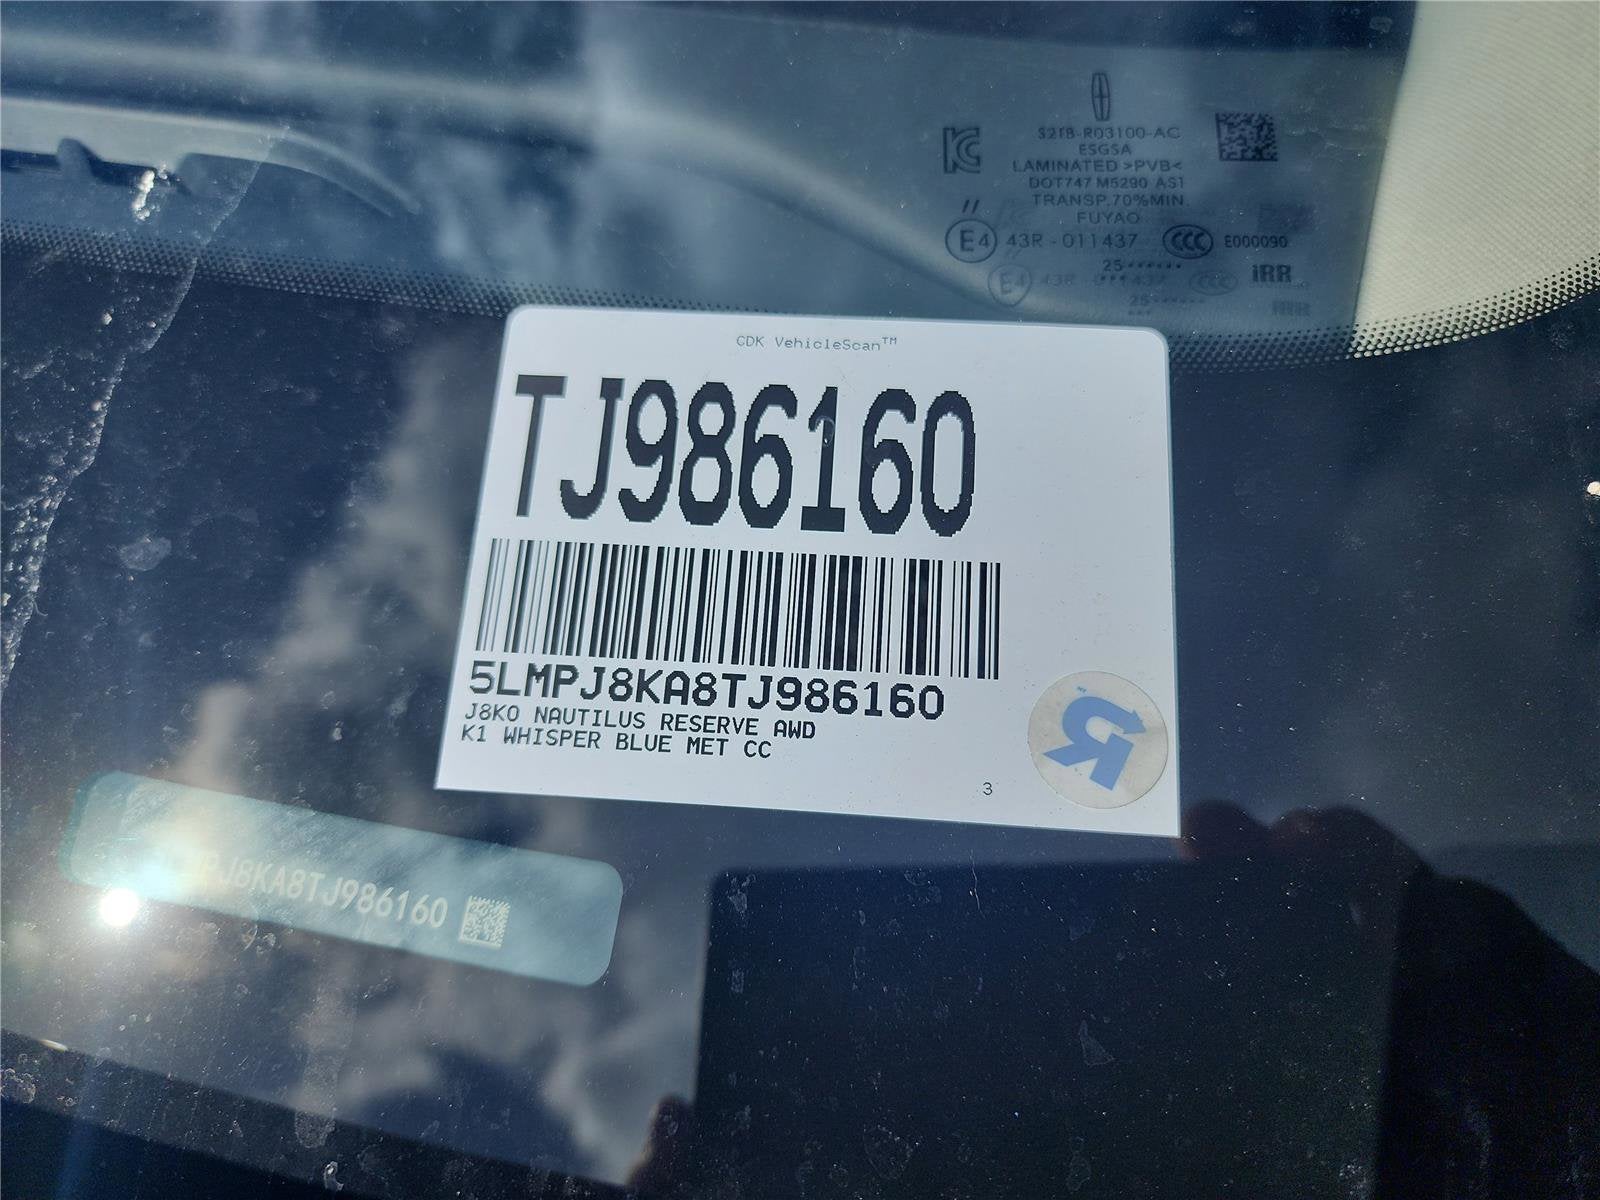 S2TB-R03100-AC
ESGSA
LAMINATED >PVB<
DOT747 M5290 AS1
TRANSP.70%MIN.
FUYAO
E4 43R-011437 CCC E000090
25
iRR
CDK VehicleScan™
TJ986160
5LMPJ8KA8TJ986160
J8K0 NAUTILUS RESERVE AWD
K1 WHISPER BLUE MET CC
3
PJ8KA8TJ986160